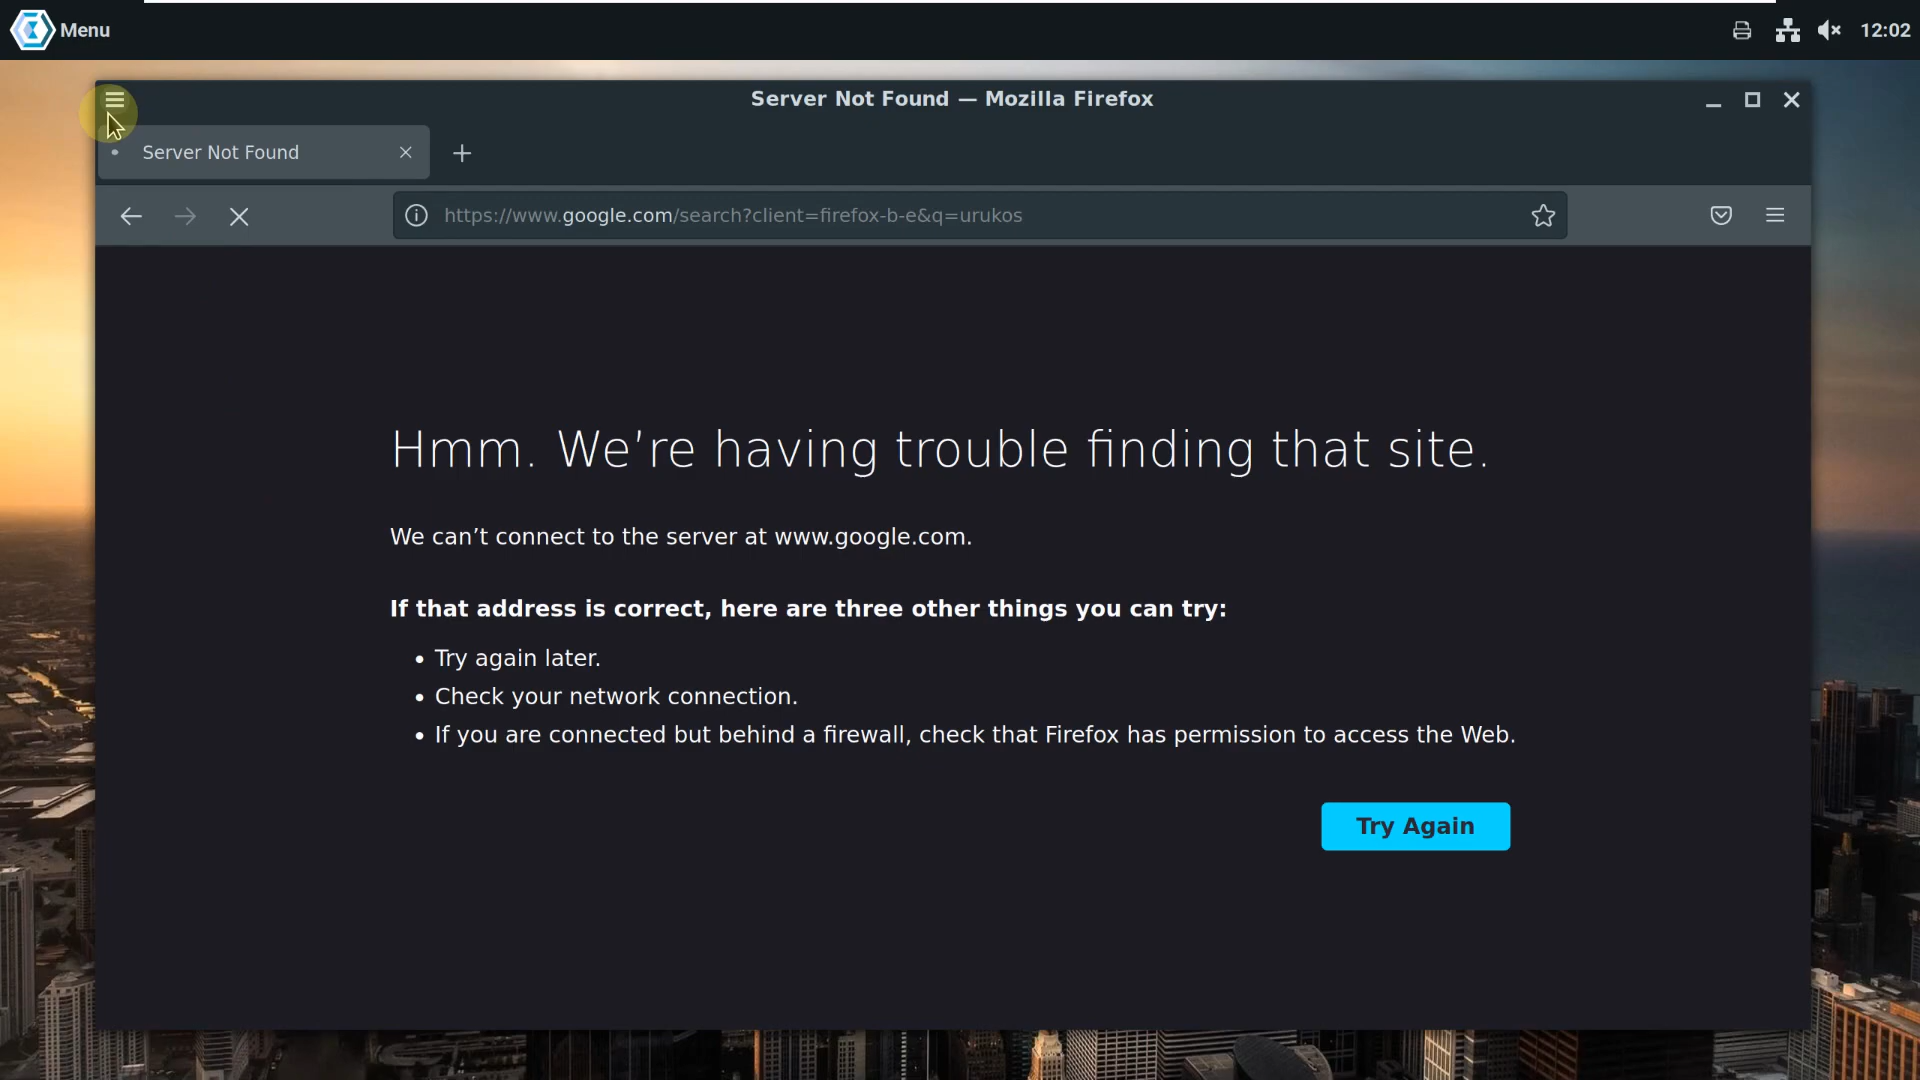 Menu
12:02
Server Not Found — Mozilla Firefox
Server Not Found
https://www.google.com/search?client=firefox-b-e&q=urukos
Hmm. We're having trouble finding that site.
We can’t connect to the server at www.google.com.
If that address is correct, here are three other things you can try:
• Try again later.
• Check your network connection.
• If you are connected but behind a firewall, check that Firefox has permission to access the Web.
Try Again